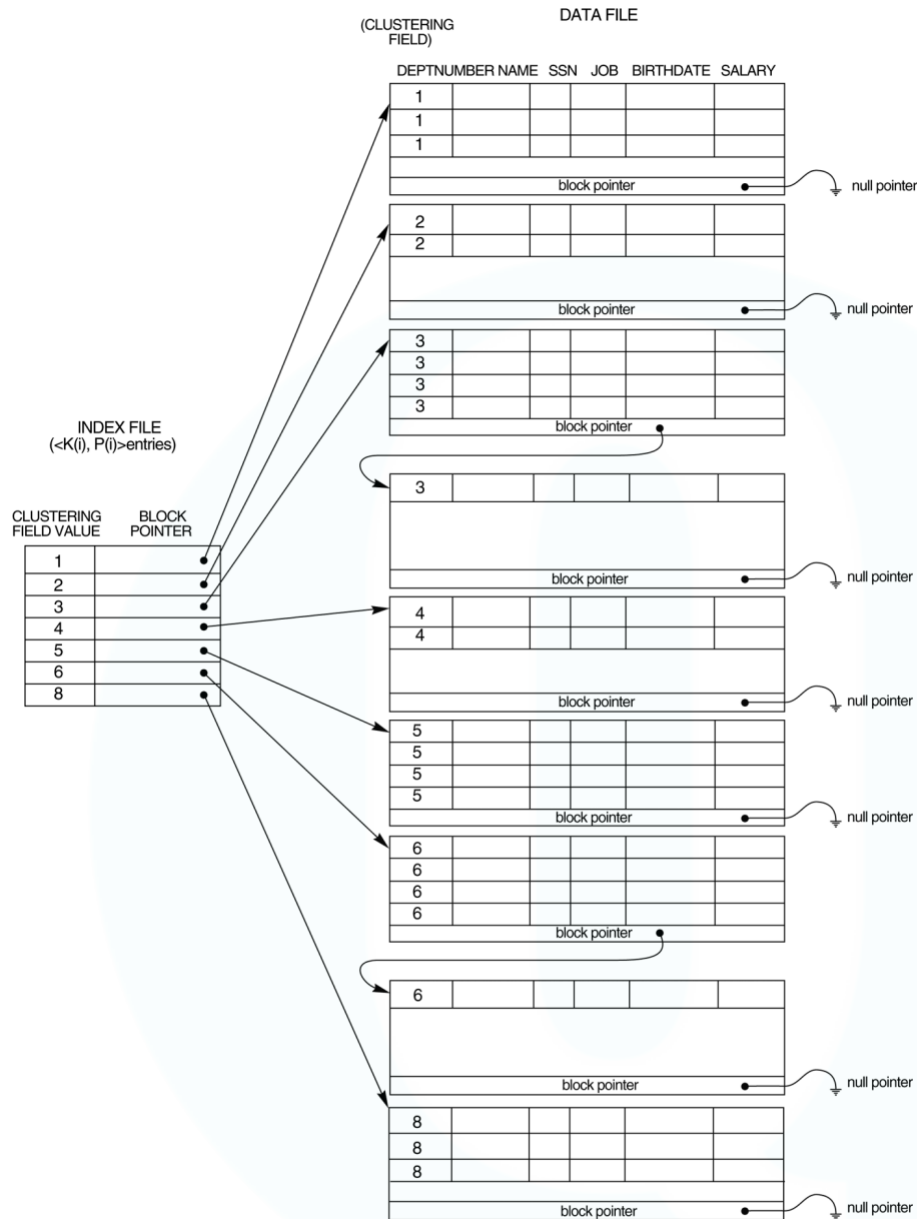 DATA FILE
(CLUSTERING
FIELD)
DEPTNUMBER NAME SSN JOB BIRTHDATE SALARY
1
1
1
block pointer
null pointer
2
2
block pointer
null pointer
3
3
3
3
block pointer
INDEX FILE
(<K(i), P(i)>entries)
3
CLUSTERING
FIELD VALUE
BLOCK
POINTER
1
2
3
4
5
6
8
block pointer
null pointer
4
4
block pointer
null pointer
5
5
5
5
block pointer
null pointer
6
6
6
6
block pointer
6
block pointer
null pointer
8
8
8
block pointer
null pointer